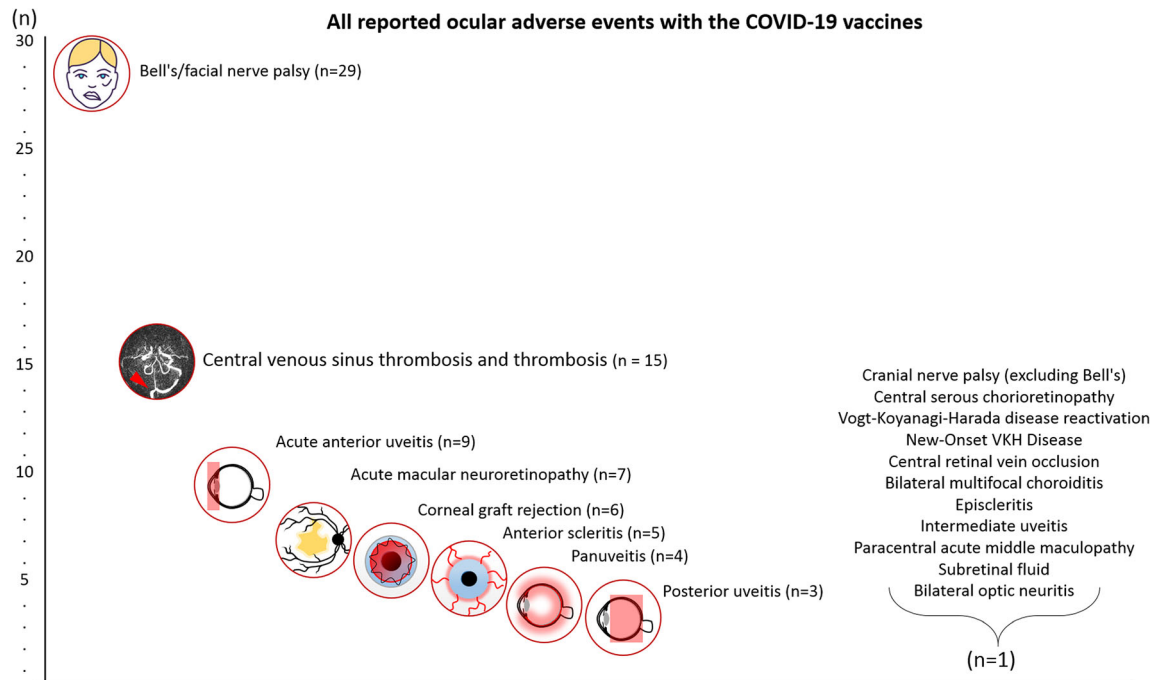 (n)
All reported ocular adverse events with the COVID-19 vaccines
30
Bell's/facial nerve palsy (n=29)
25
20
15
Central venous sinus thrombosis and thrombosis (n = 15)
10
Acute anterior uveitis (n=9)
Acute macular neuroretinopathy (n=7)
Corneal graft rejection (n=6)
Anterior scleritis (n=5)
Panuveitis (n=4)
5
Posterior uveitis (n=3)
1
Cranial nerve palsy (excluding Bell's)
Central serous chorioretinopathy
Vogt-Koyanagi-Harada disease reactivation
New-Onset VKH Disease
Central retinal vein occlusion
Bilateral multifocal choroiditis
Episcleritis
Intermediate uveitis
Paracentral acute middle maculopathy
Subretinal fluid
Bilateral optic neuritis
(n=1)